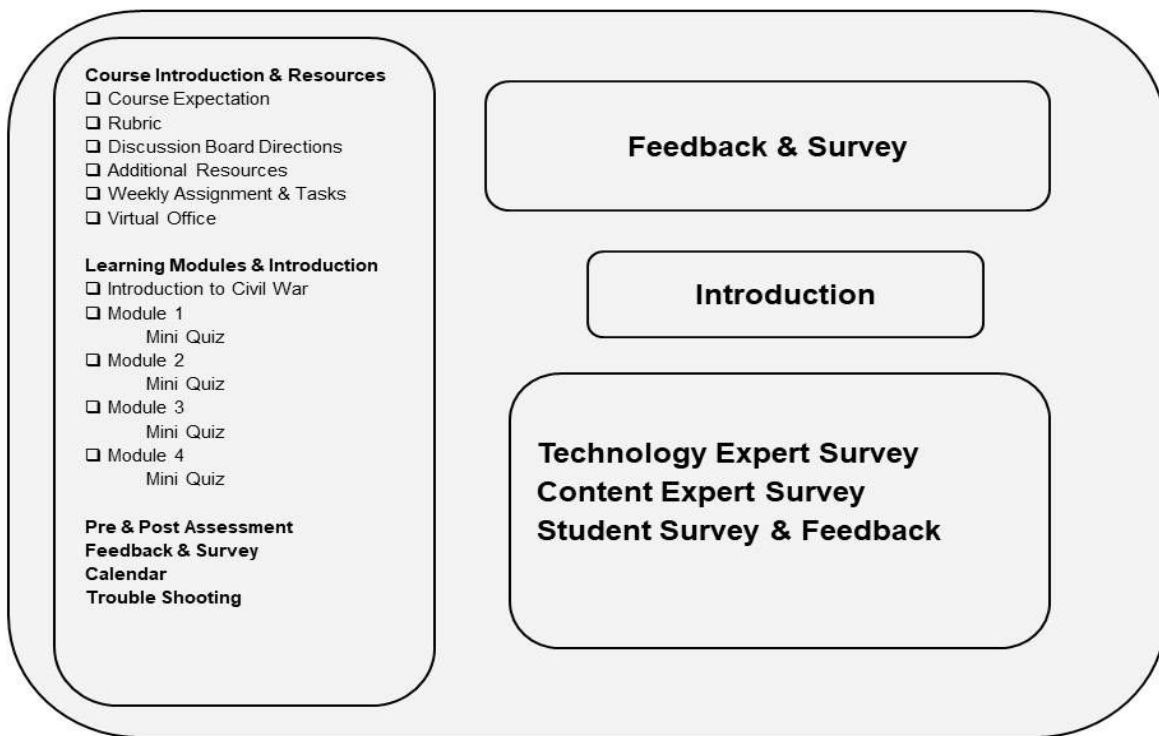 Course Introduction & Resources
❑ Course Expectation
❑ Rubric
❑ Discussion Board Directions
❑ Additional Resources
❑ Weekly Assignment & Tasks
❑ Virtual Office
Learning Modules & Introduction
❑ Introduction to Civil War
❑ Module 1
Mini Quiz
❑ Module 2
Mini Quiz
❑ Module 3
Mini Quiz
❑ Module 4
Mini Quiz
Pre & Post Assessment
Feedback & Survey
Calendar
Trouble Shooting
Feedback & Survey
Introduction
Technology Expert Survey
Content Expert Survey
Student Survey & Feedback